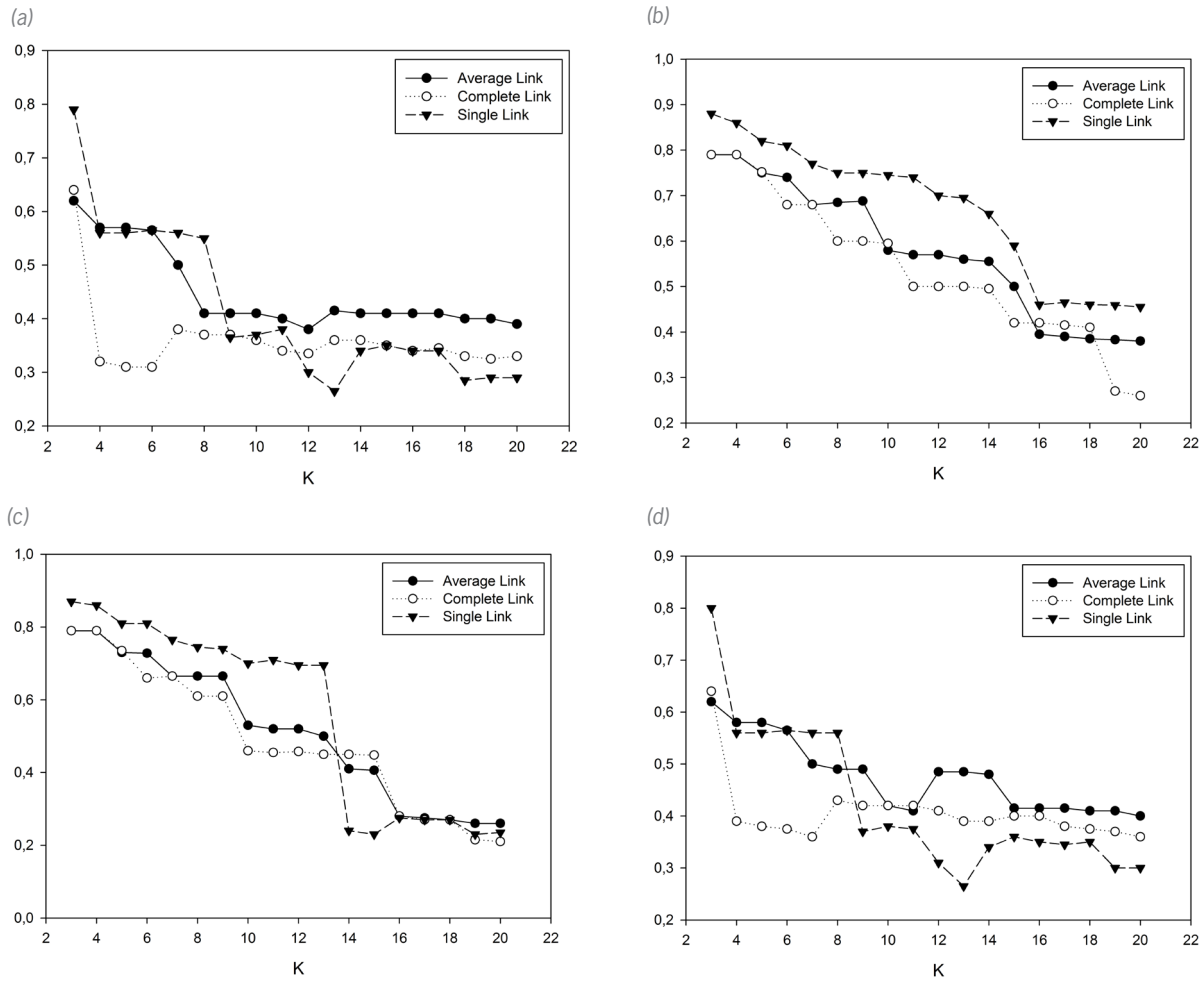 (a)
0,9
0,8
0,7
0,6
0,5
0,4
0,3
0,2
2 4 6 8 10 12 14 16 18 20 22
K
Average Link
Complete Link
Single Link
(b)
1,0
0,9
0,8
0,7
0,6
0,5
0,4
0,3
0,2
2 4 6 8 10 12 14 16 18 20 22
K
Average Link
Complete Link
Single Link
(c)
1,0
0,8
0,6
0,4
0,2
0,0
2 4 6 8 10 12 14 16 18 20 22
K
Average Link
Complete Link
Single Link
(d)
0,9
0,8
0,7
0,6
0,5
0,4
0,3
0,2
2 4 6 8 10 12 14 16 18 20 22
K
Average Link
Complete Link
Single Link